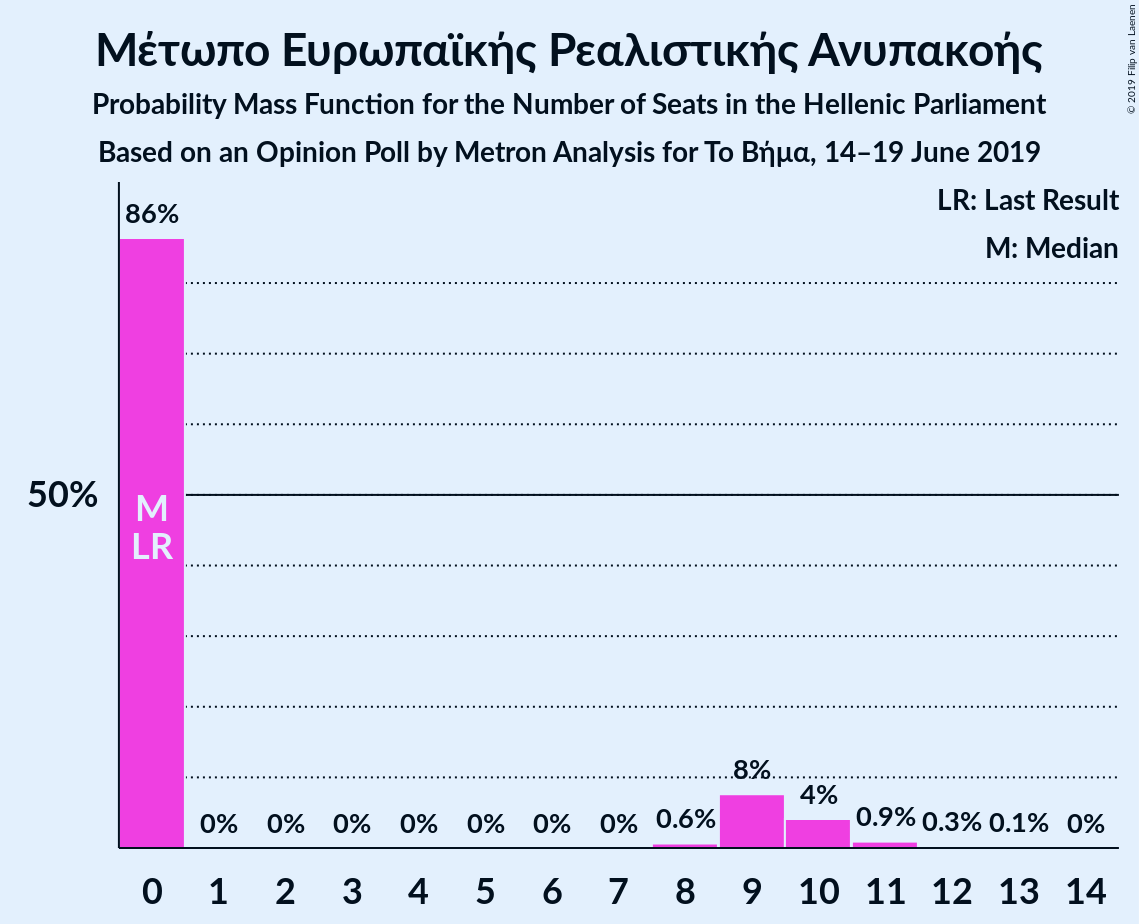 Μέτωπο Ευρωπαϊκής Ρεαλιστικής Ανυπακοής
Probability Mass Function for the Number of Seats in the Hellenic Parliament
Based on an Opinion Poll by Metron Analysis for Το Βήμα, 14–19 June 2019
© 2019 Filip van Laenen
LR: Last Result
M: Median
86%
50%
M
LR
0% 0% 0% 0% 0% 0% 0% 0.6% 8% 4% 0.9% 0.3% 0.1% 0%
0 1 2 3 4 5 6 7 8 9 10 11 12 13 14